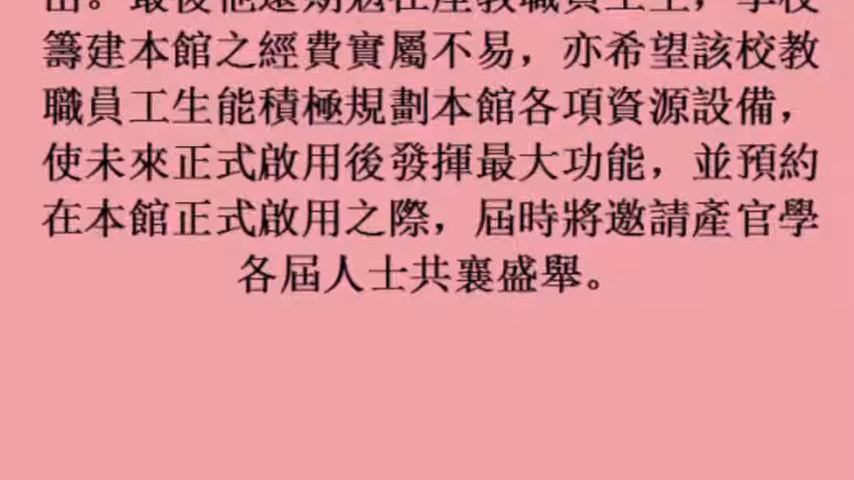 籌建本館之經費實屬不易，亦希望該校教
職員工生能積極規劃本館各項資源設備，
使未來正式啟用後發揮最大功能，並預約
在本館正式啟用之際，屆時將邀請產官學
各屆人士共襄盛舉。